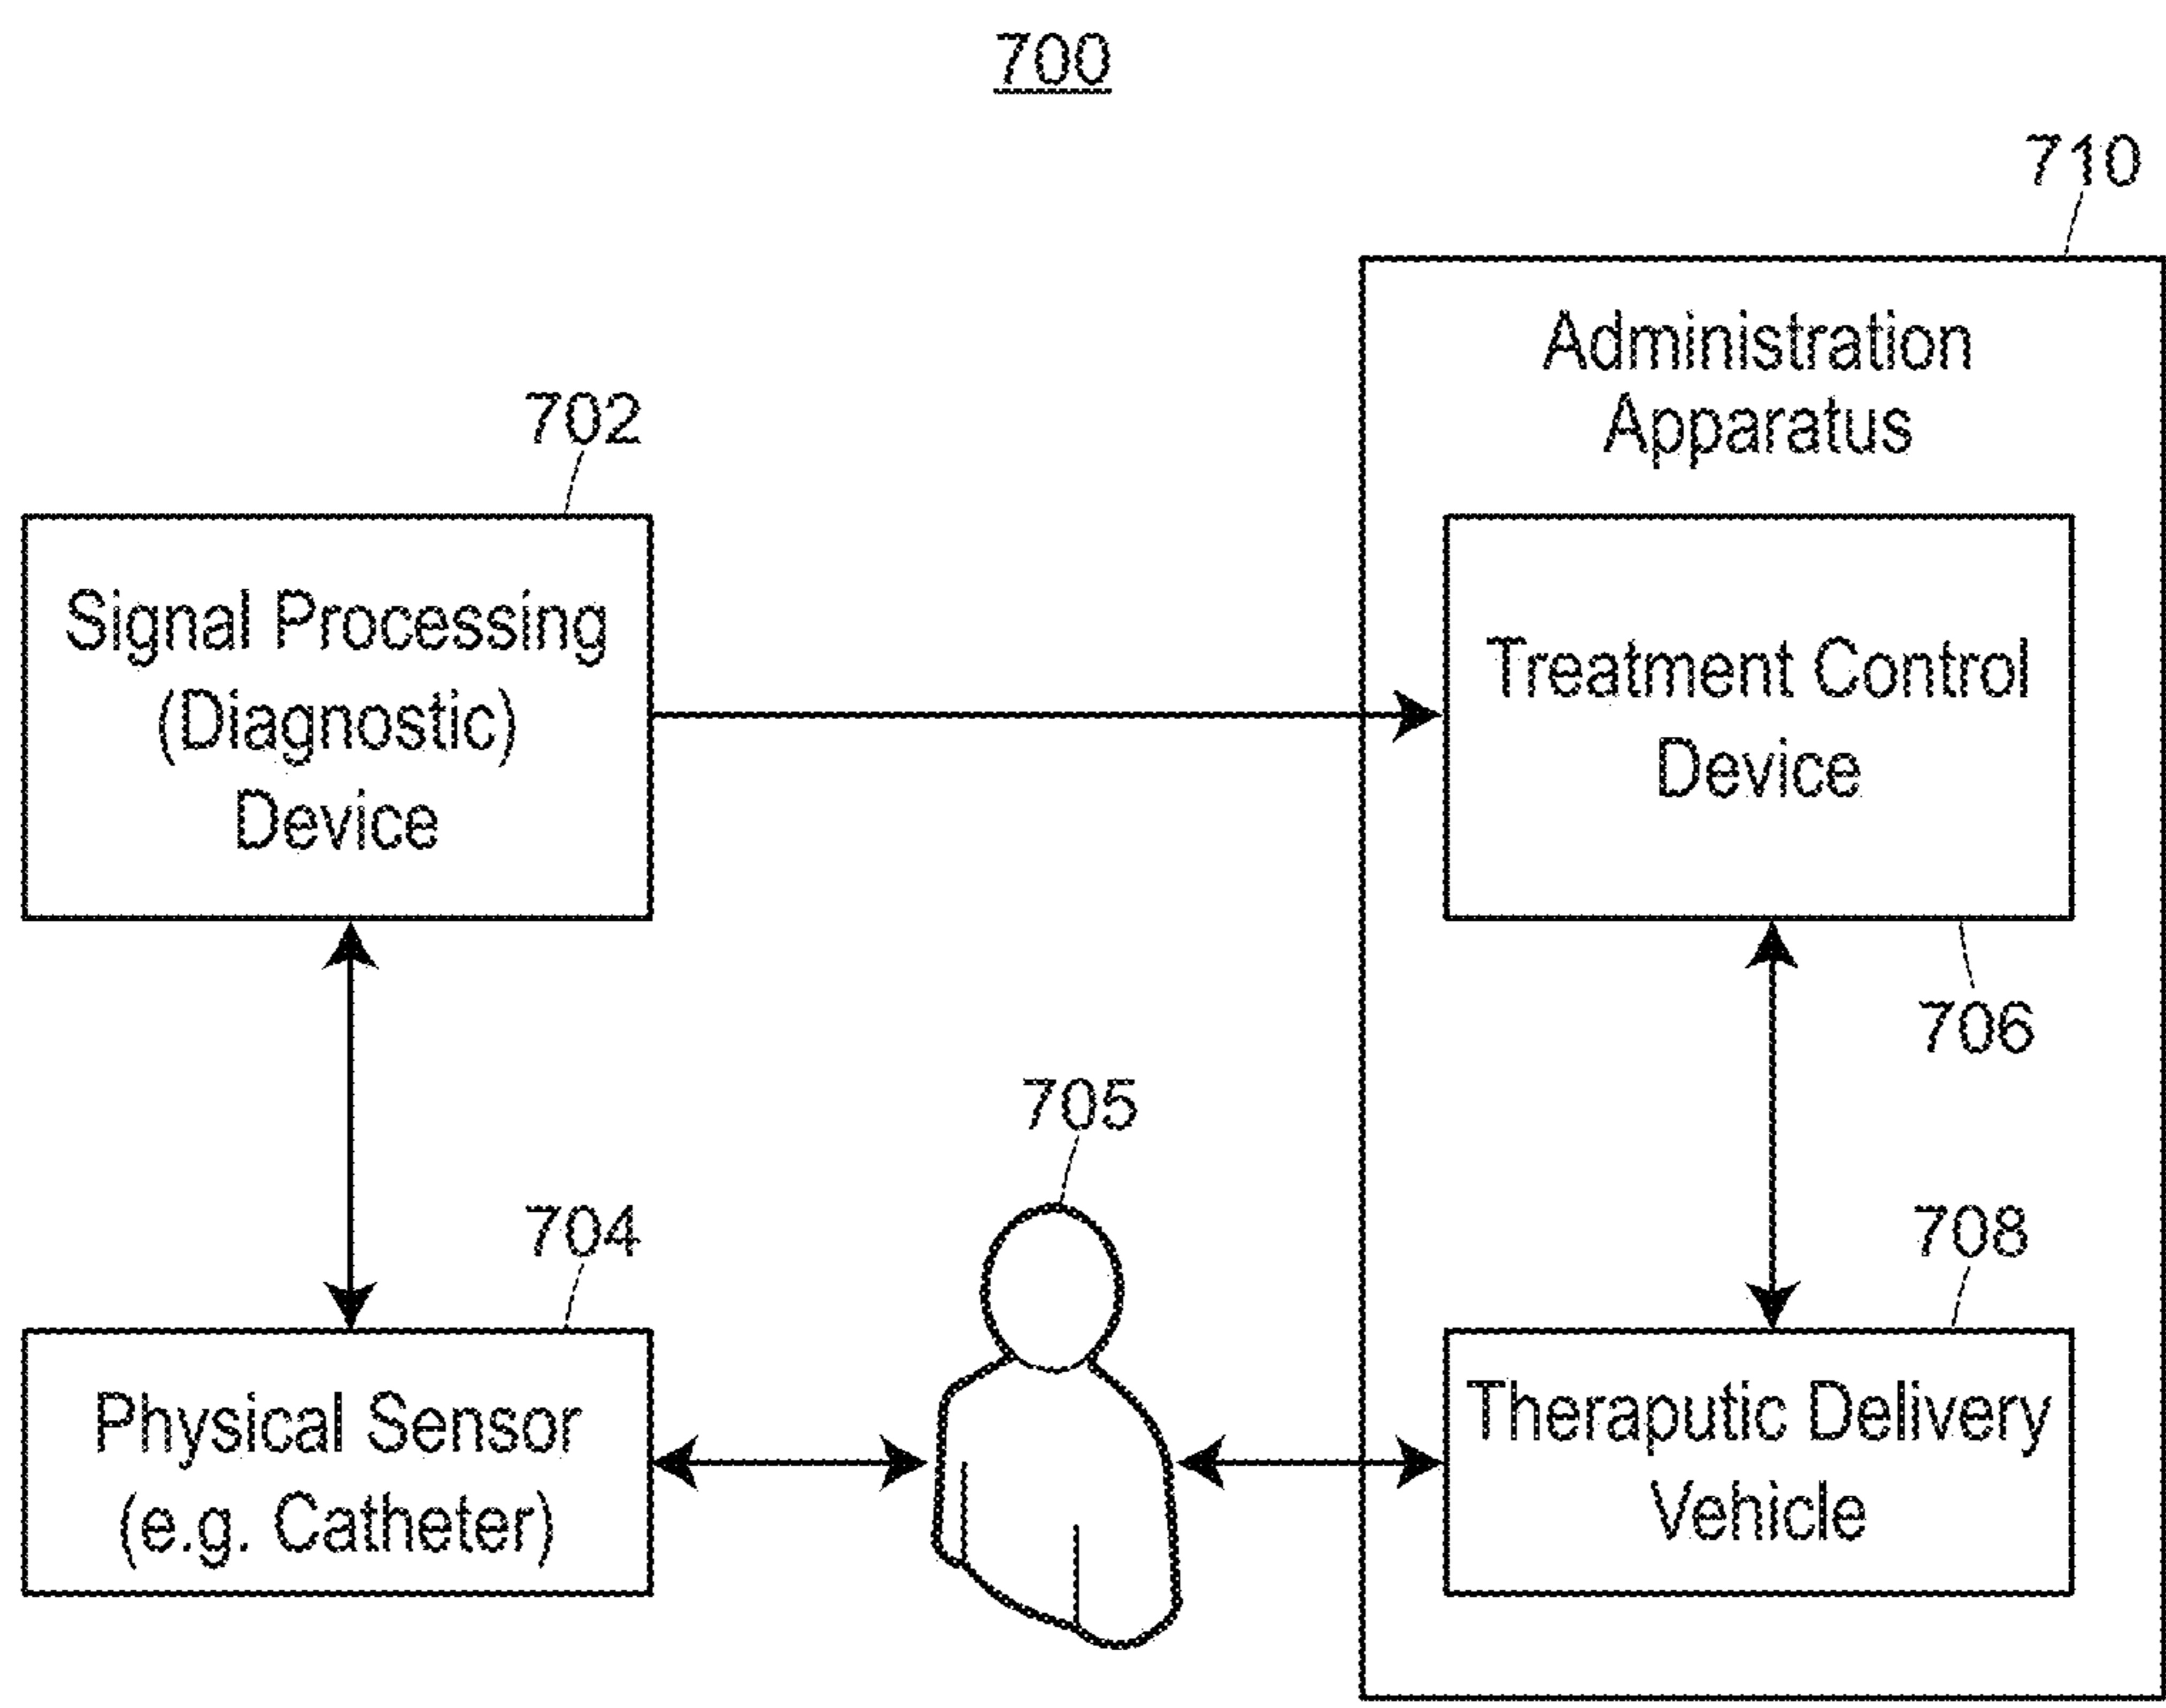 700
710
Administration
Apparatus
702
Signal Processing
(Diagnostic)
Device
Treatment Control
Device
706
705
704
708
Physical Sensor
(e.g. Catheter)
Theraputic Delivery
Vehicle